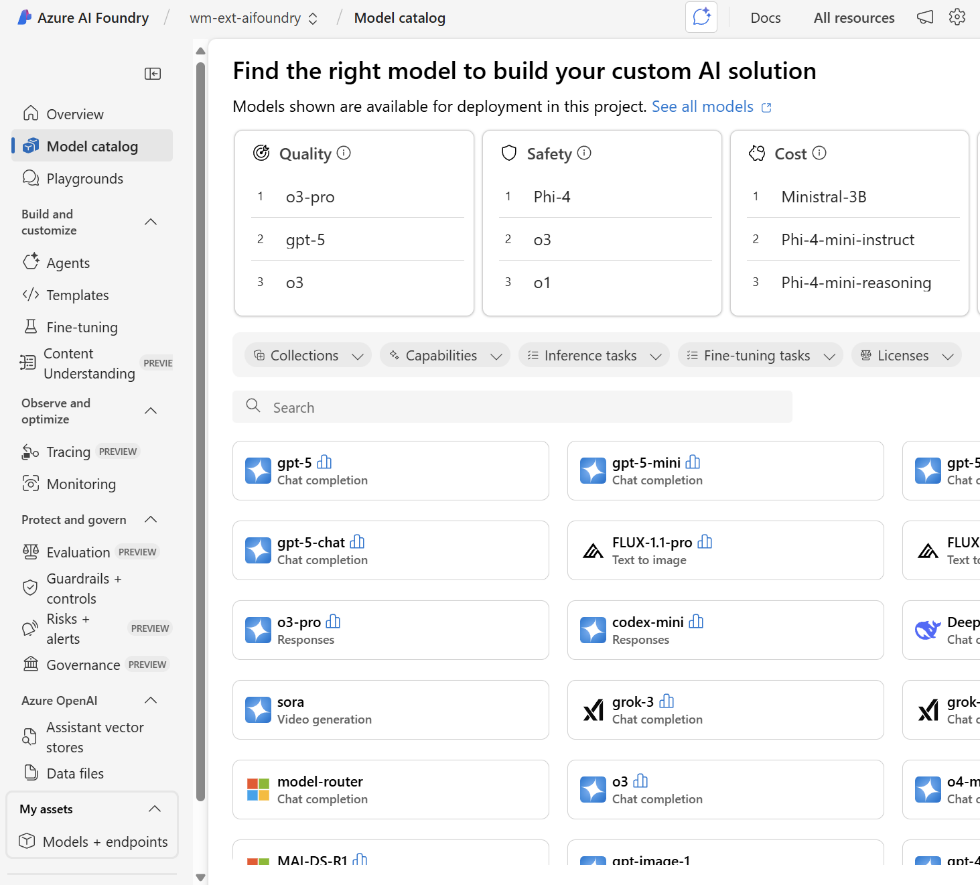 Azure AI Foundry / wm-ext-aifoundry / Model catalog Docs All resources
Overview
Model catalog
Playgrounds
Build and
customize
Agents
Templates
Fine-tuning
Content
Understanding PREVIE
Observe and
optimize
Tracing PREVIEW
Monitoring
Protect and govern
Evaluation PREVIEW
Guardrails +
controls
Risks +
alerts PREVIEW
Governance PREVIEW
Azure OpenAI
Assistant vector
stores
Data files
My assets
Models + endpoints
Find the right model to build your custom AI solution
Models shown are available for deployment in this project. See all models
Quality
1 o3-pro
2 gpt-5
3 o3
Safety
1 Phi-4
2 o3
3 o1
Cost
1 Ministral-3B
2 Phi-4-mini-instruct
3 Phi-4-mini-reasoning
Collections Capabilities Inference tasks Fine-tuning tasks Licenses
Search
gpt-5
Chat completion
gpt-5-mini
Chat completion
gpt-5
Chat c
gpt-5-chat
Chat completion
FLUX-1.1-pro
Text to image
FLUX
Text to
o3-pro
Responses
codex-mini
Responses
Deep
Chat c
sora
Video generation
grok-3
Chat completion
grok-
Chat c
model-router
Chat completion
o3
Chat completion
o4-m
Chat c
MAI-DS-R1
gpt-image-1
gpt-4